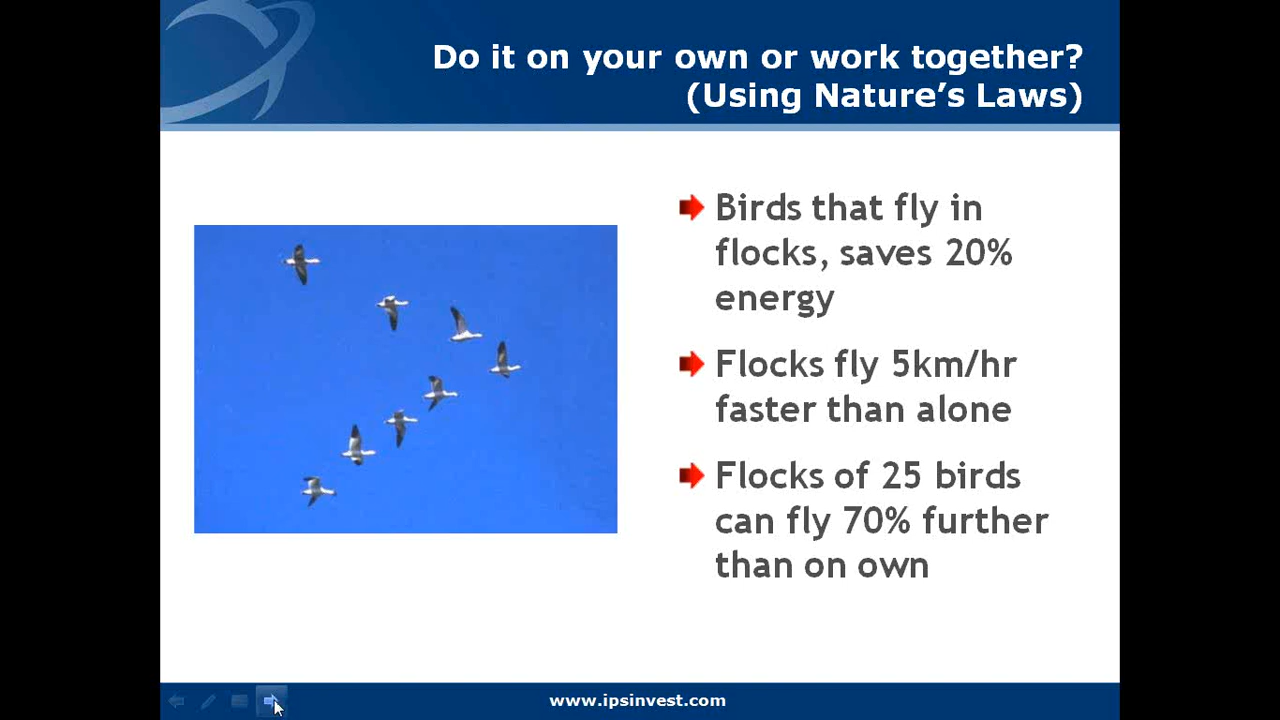 Do it on your own or work together?
(Using Nature’s Laws)
Birds that fly in
flocks, saves 20%
energy
Flocks fly 5km/hr
faster than alone
Flocks of 25 birds
can fly 70% further
than on own
www.ipsinvest.com